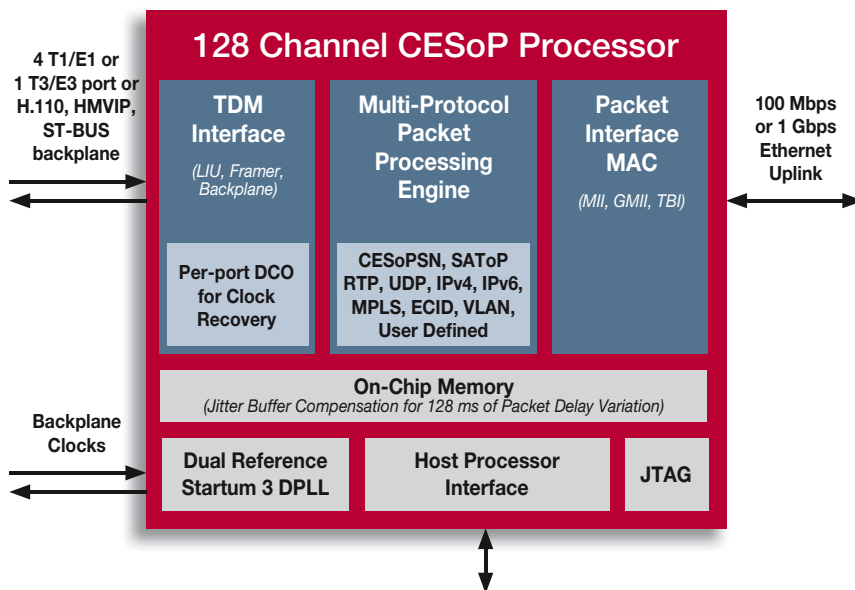 128 Channel CESoP Processor
4 T1/E1 or
1 T3/E3 port or
H.110, HMVIP,
ST-BUS
backplane
TDM
Interface
(LIU, Framer,
Backplane)
Per-port DCO
for Clock
Recovery
Multi-Protocol
Packet
Processing
Engine
CESoPSN, SAToP
RTP, UDP, IPv4, IPv6,
MPLS, ECID, VLAN,
User Defined
Packet
Interface
MAC
(MII, GMII, TBI)
100 Mbps
or 1 Gbps
Ethernet
Uplink
On-Chip Memory
(Jitter Buffer Compensation for 128 ms of Packet Delay Variation)
Backplane
Clocks
Dual Reference
Startum 3 DPLL
Host Processor
Interface
JTAG